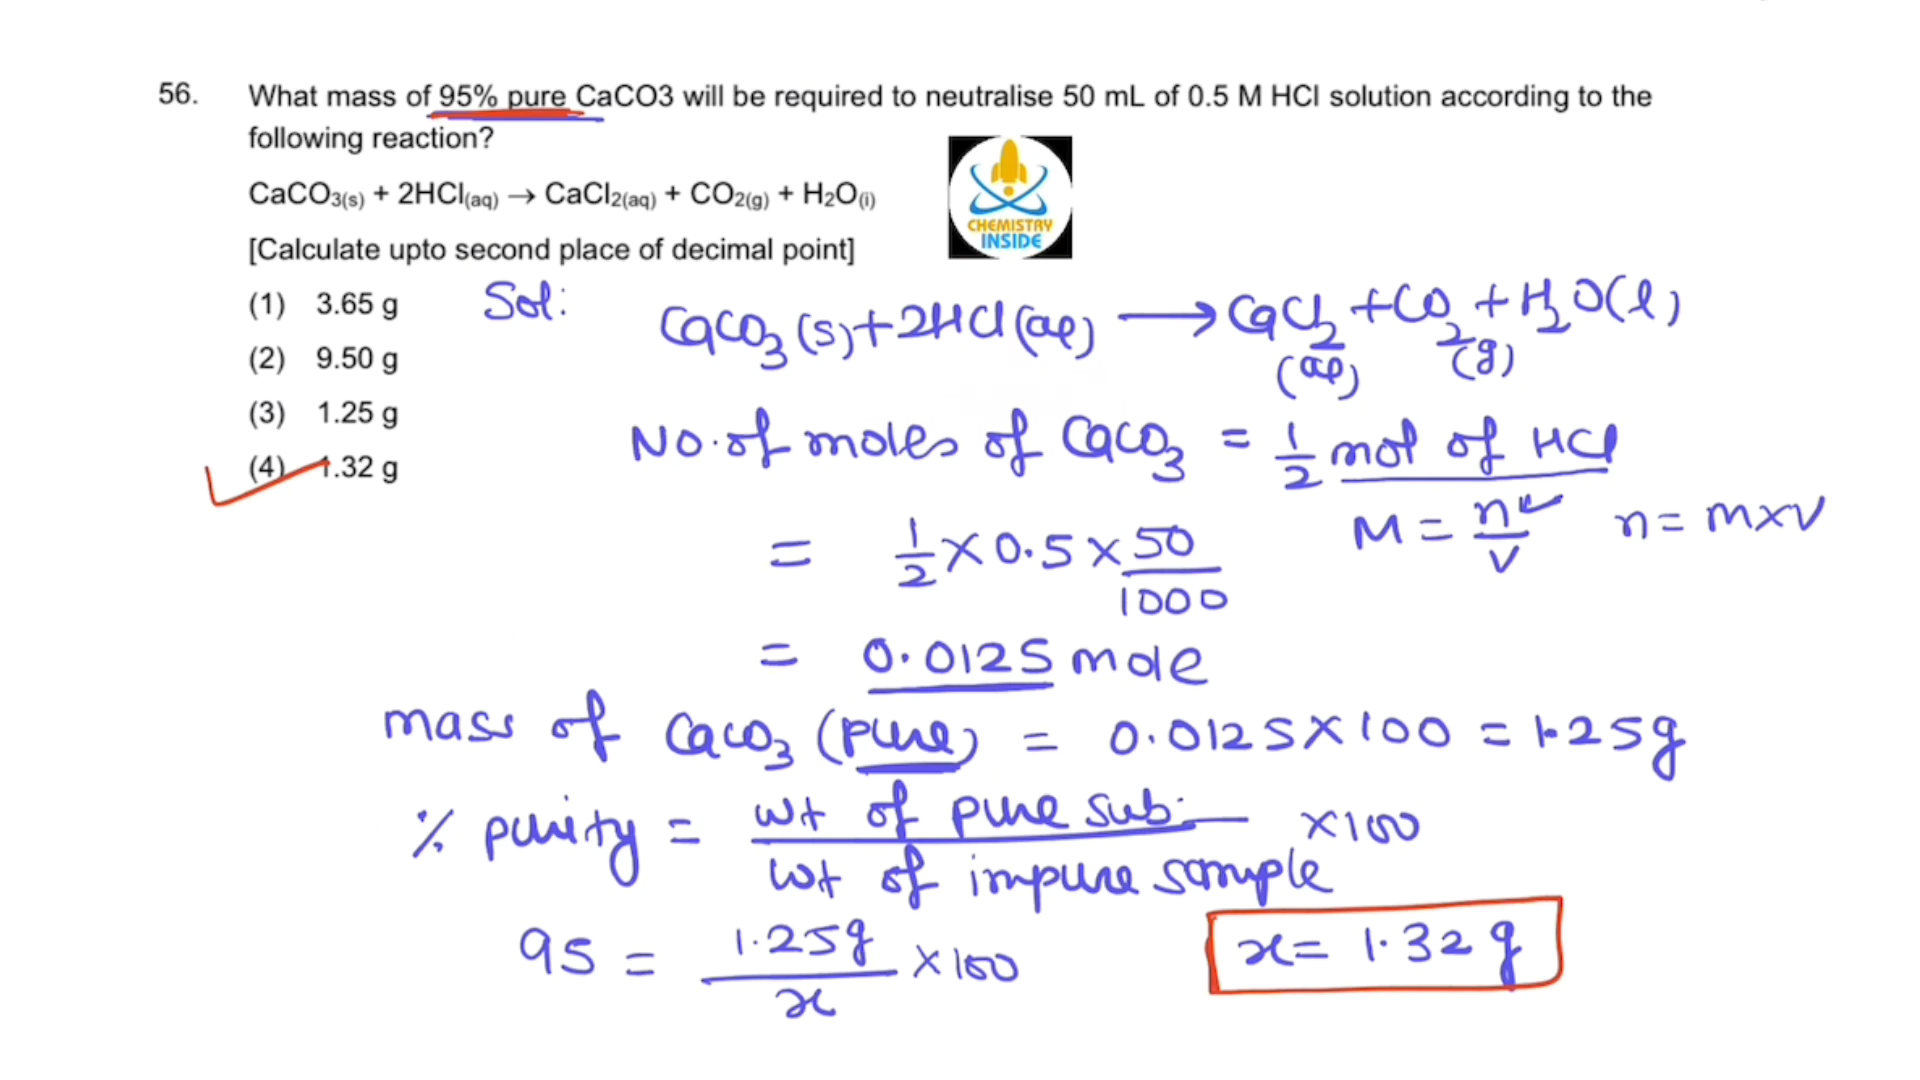 56. What mass of 95% pure CaCO3 will be required to neutralise 50 mL of 0.5 M HCl solution according to the
following reaction?
CaCO3(s) + 2HCl(aq) → CaCl2(aq) + CO2(g) + H2O(l)
CHEMISTRY
INSIDE
[Calculate upto second place of decimal point]
(1) 3.65 g
(2) 9.50 g
(3) 1.25 g
(4) 1.32 g
Sol:
CaCO3 (s) + 2HCl (aq) ⟶ CaCl2 (aq) + CO2 (g) + H2O(l)
No. of moles of CaCO3 = 1/2 mol of HCl
M = n/V n = M×V
= 1/2 × 0.5 × 50/1000
= 0.0125 mole
mass of CaCO3 (pure) = 0.0125×100 = 1.25g
% purity = wt of pure sub. / wt of impure sample ×100
95 = 1.25g / x ×100
x = 1.32 g